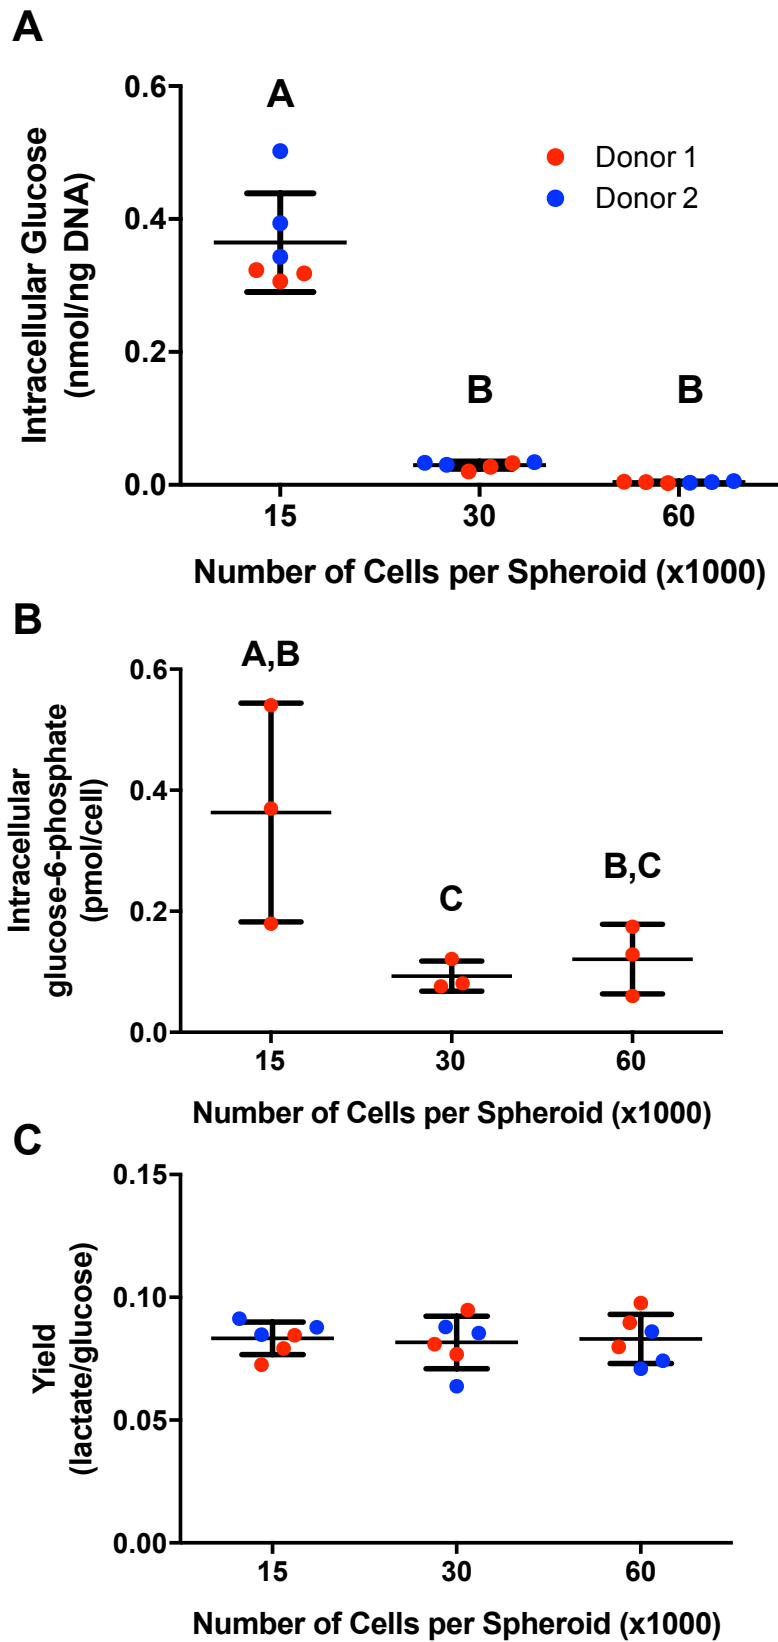 A
Intracellular Glucose
(nmol/ng DNA)
0.6
0.4
0.2
0.0
A
B
B
Donor 1
Donor 2
15
30
60
Number of Cells per Spheroid (x1000)
B
Intracellular
glucose-6-phosphate
(pmol/cell)
0.6
0.4
0.2
0.0
A,B
C
B,C
15
30
60
Number of Cells per Spheroid (x1000)
C
Yield
(lactate/glucose)
0.15
0.10
0.05
0.00
15
30
60
Number of Cells per Spheroid (x1000)